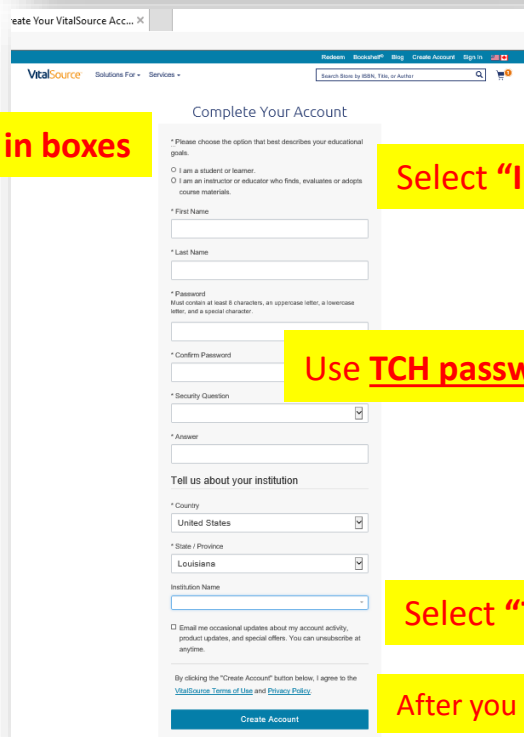 eate Your VitalSource Acc... ×
Redeem Bookshelf® Blog Create Account Sign In
VitalSource Solutions For Services
Search Store by ISBN, Title, or Author
0
Complete Your Account
in boxes
* Please choose the option that best describes your educational
goals.
I am a student or learner.
I am an instructor or educator who finds, evaluates or adopts
course materials.
Select “I
* First Name
* Last Name
* Password
Must contain at least 8 characters, an uppercase letter, a lowercase
letter, and a special character.
Use TCH passw
* Confirm Password
* Security Question
* Answer
Tell us about your institution
* Country
United States
* State / Province
Louisiana
Institution Name
Select “T
Email me occasional updates about my account activity,
product updates, and special offers. You can unsubscribe at
anytime.
By clicking the "Create Account" button below, I agree to the
VitalSource Terms of Use and Privacy Policy.
After you
Create Account